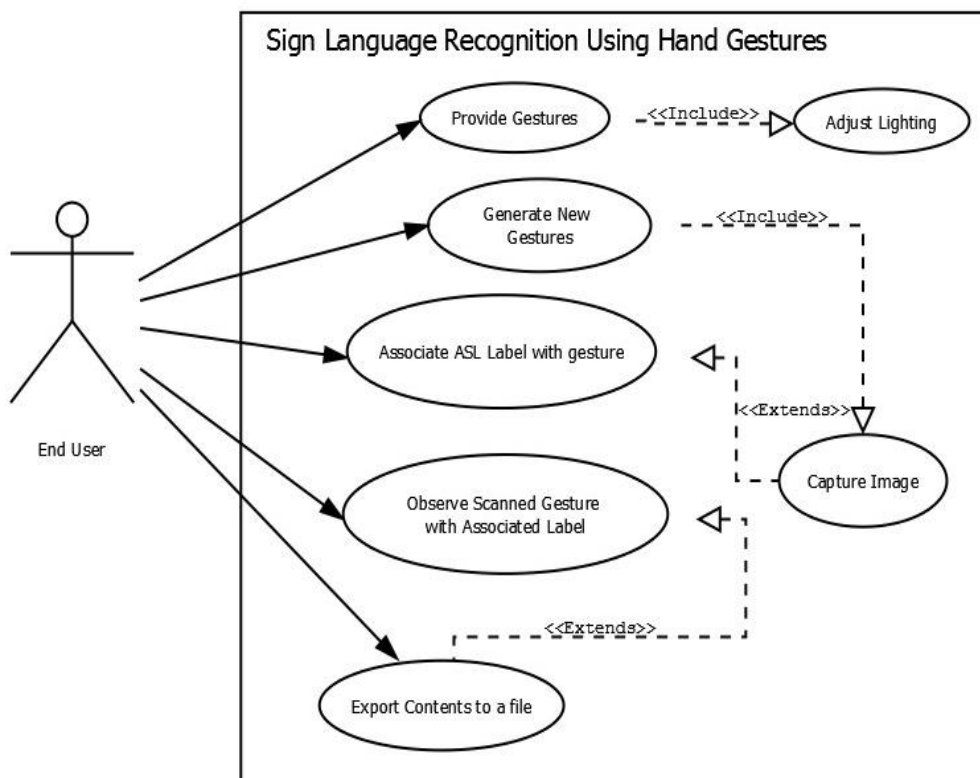 Sign Language Recognition Using Hand Gestures
Provide Gestures
<<Include>>
Adjust Lighting
Generate New
Gestures
<<Include>>
Associate ASL Label with gesture
<<Extends>>
End User
Capture Image
Observe Scanned Gesture
with Associated Label
<<Extends>>
Export Contents to a file